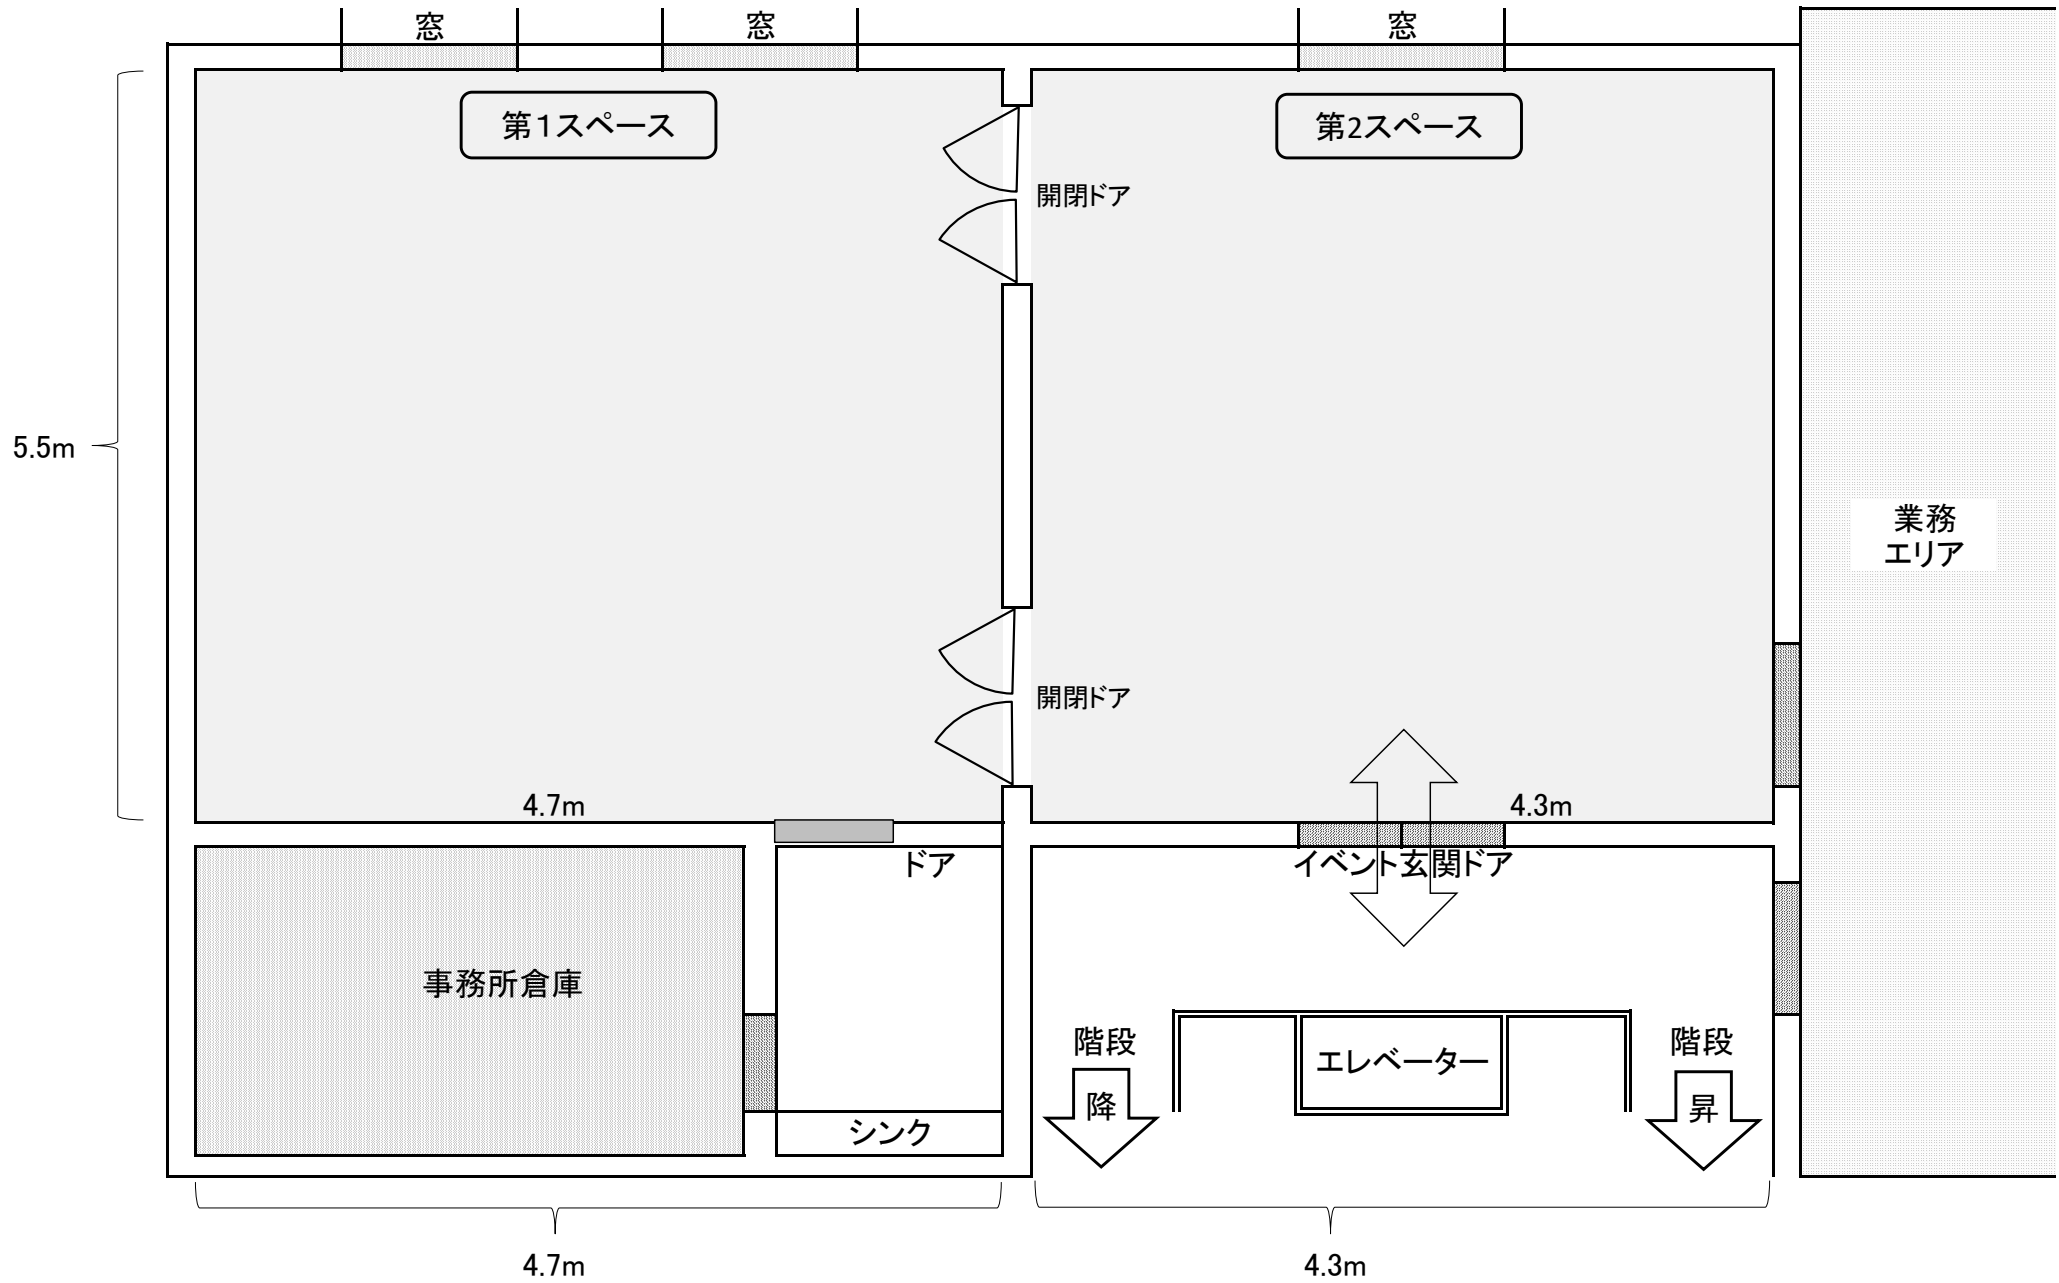 窓
窓
窓
第１スペース
第2スペース
開閉ドア
5.5m
業務
エリア
開閉ドア
4.7m
4.3m
ドア
イベント玄関ドア
事務所倉庫
階段
階段
エレベーター
降
昇
シンク
4.7m
4.3m